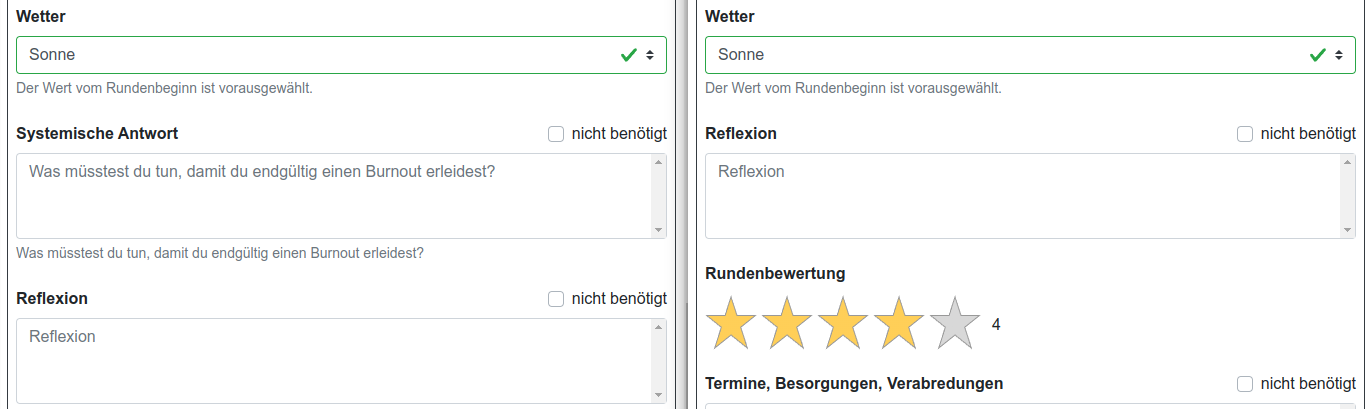 Wetter
Sonne
Der Wert vom Rundenbeginn ist vorausgewählt.
Systemische Antwort nicht benötigt
Was müsstest du tun, damit du endgültig einen Burnout erleidest?
Was müsstest du tun, damit du endgültig einen Burnout erleidest?
Reflexion nicht benötigt
Reflexion
Wetter
Sonne
Der Wert vom Rundenbeginn ist vorausgewählt.
Reflexion nicht benötigt
Reflexion
Rundenbewertung
4
Termine, Besorgungen, Verabredungen nicht benötigt